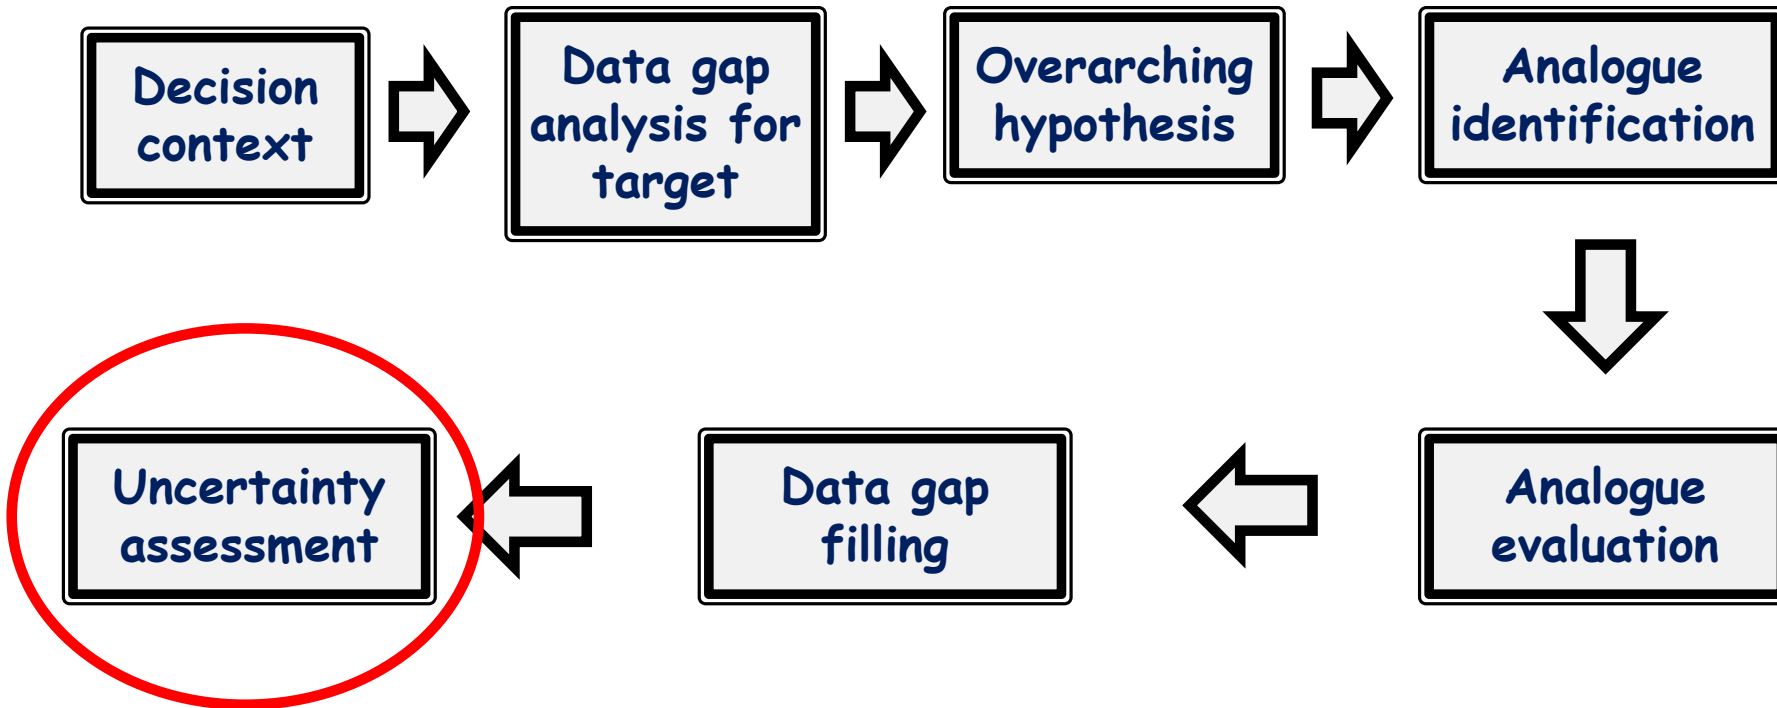 Decision
context
Data gap
analysis for
target
Overarching
hypothesis
Analogue
identification
Uncertainty
assessment
Data gap
filling
Analogue
evaluation